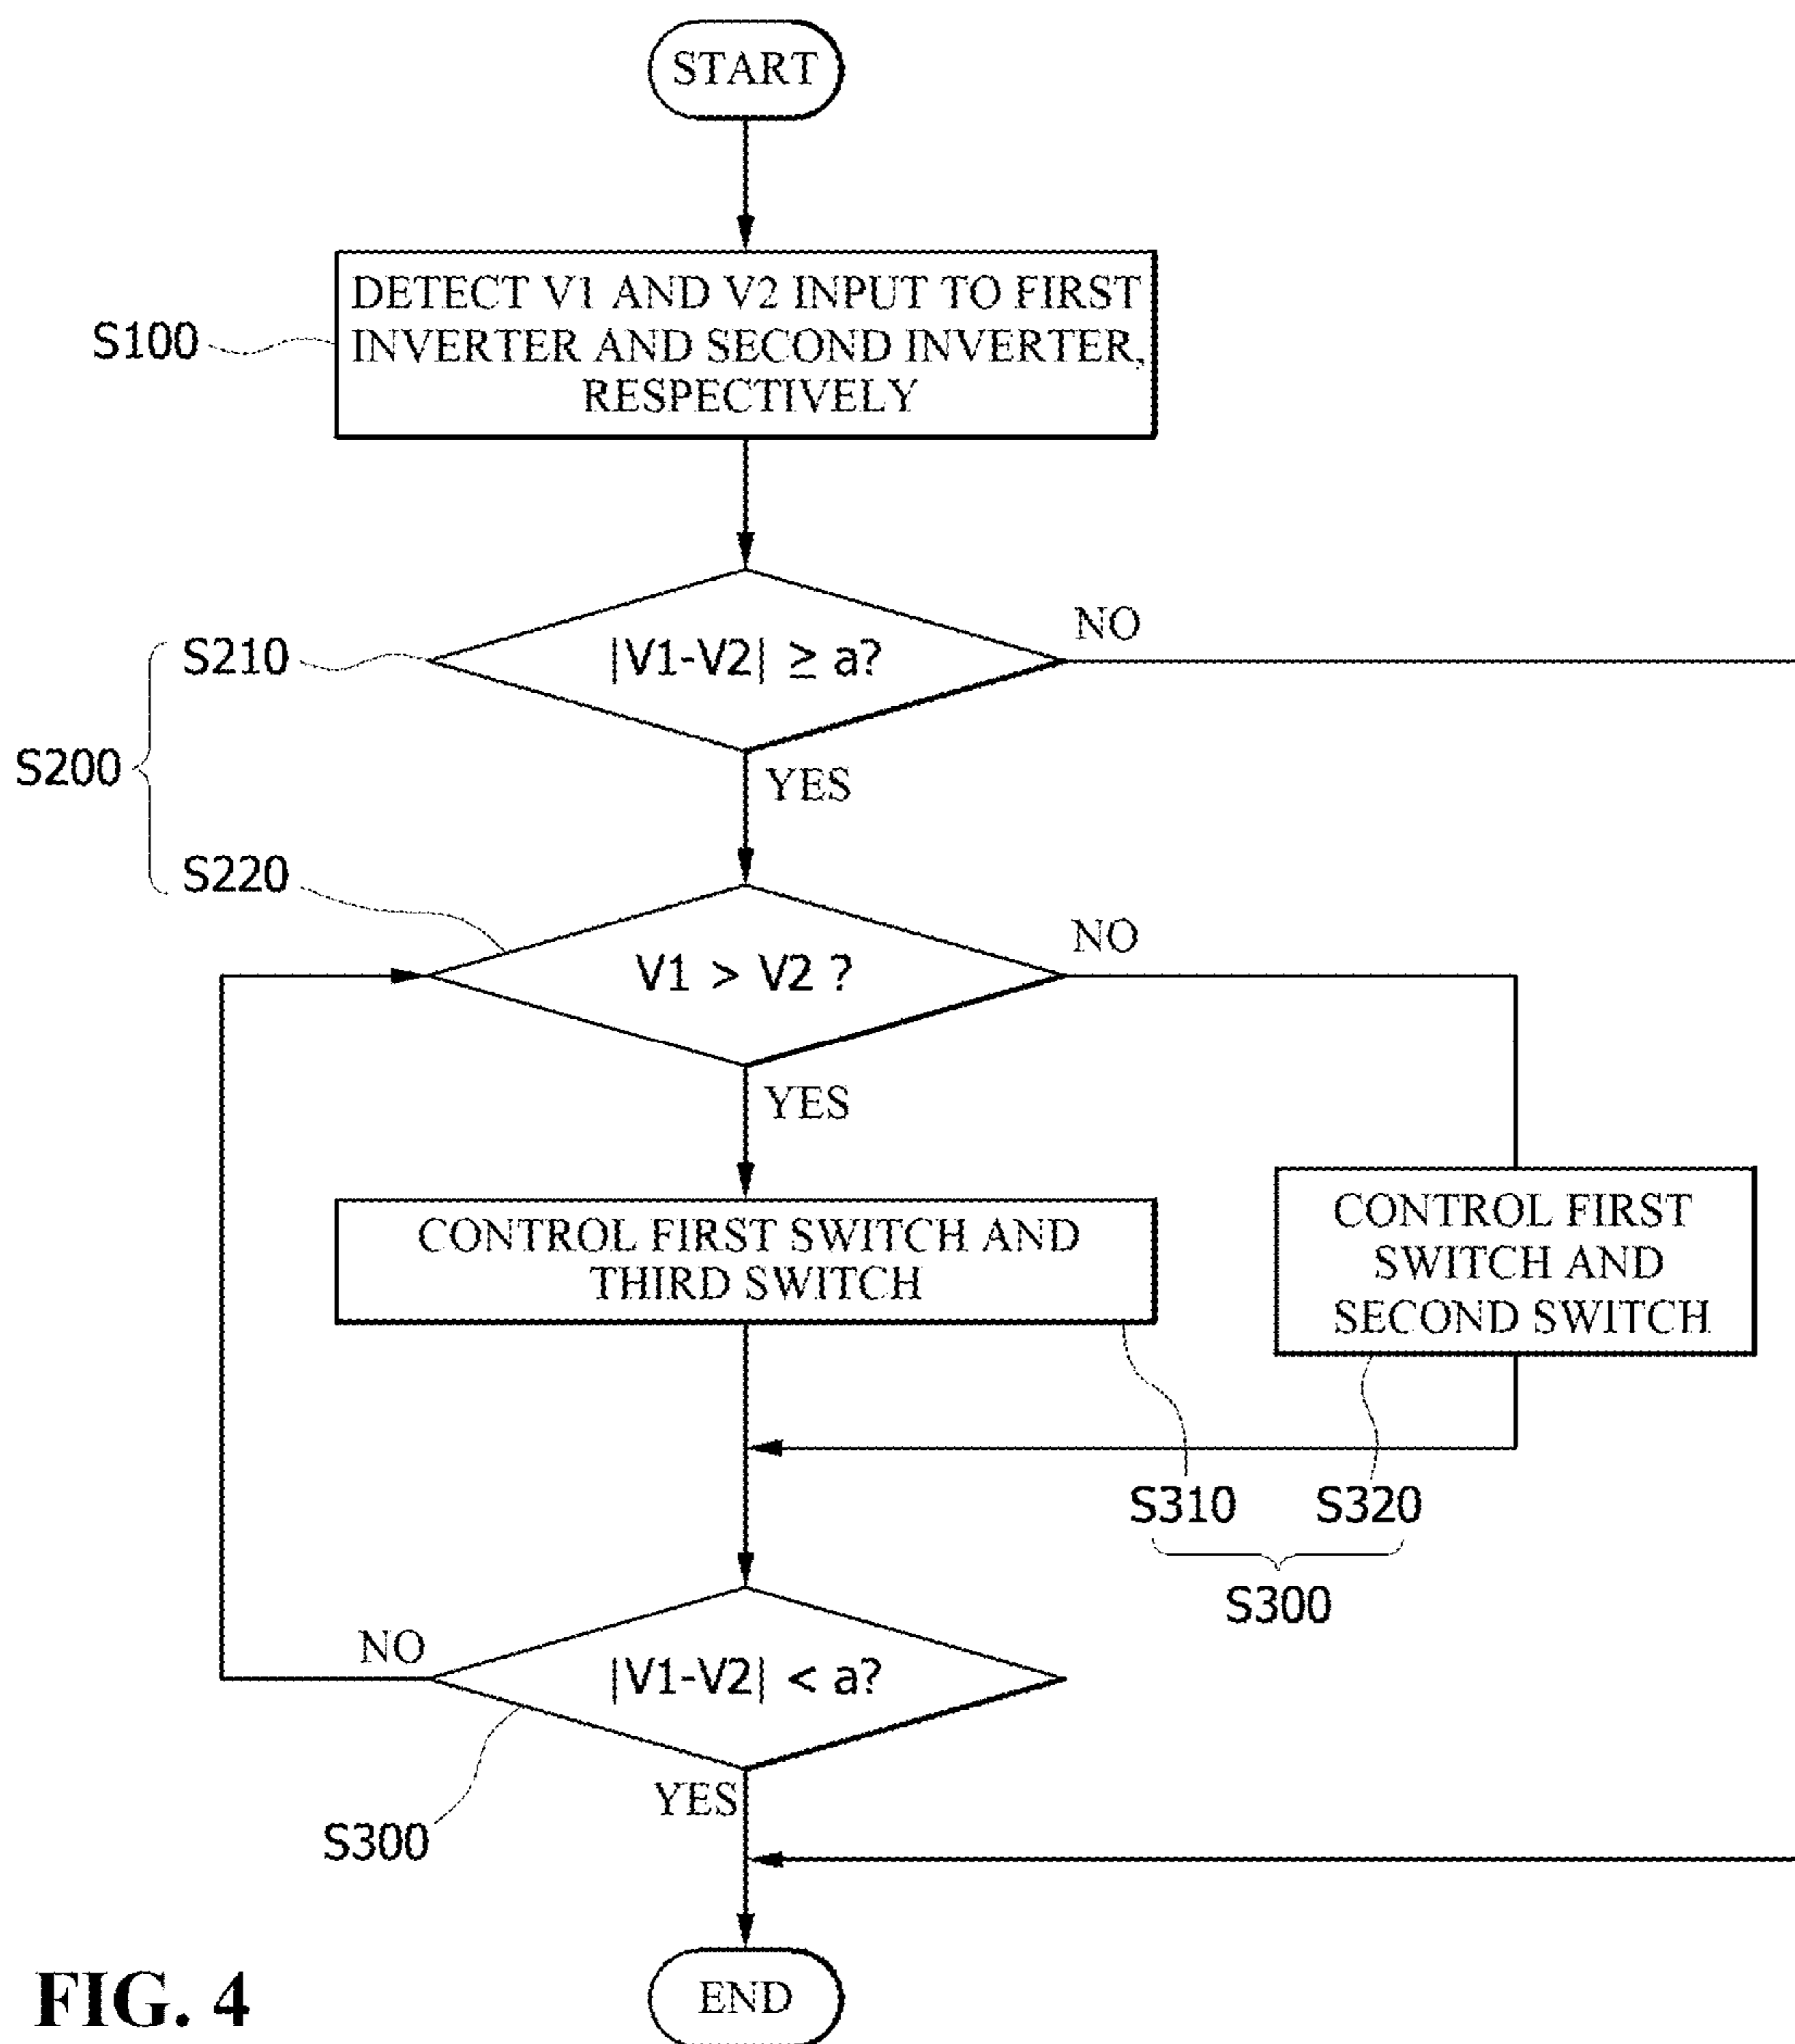 START
DETECT V1 AND V2 INPUT TO FIRST
INVERTER AND SECOND INVERTER,
RESPECTIVELY
S100
|V1-V2| ≥ a?
NO
S210
S200
YES
S220
V1 > V2 ?
NO
YES
CONTROL FIRST SWITCH AND
THIRD SWITCH
CONTROL FIRST
SWITCH AND
SECOND SWITCH
S310
S320
S300
NO
|V1-V2| < a?
YES
S300
END
FIG. 4